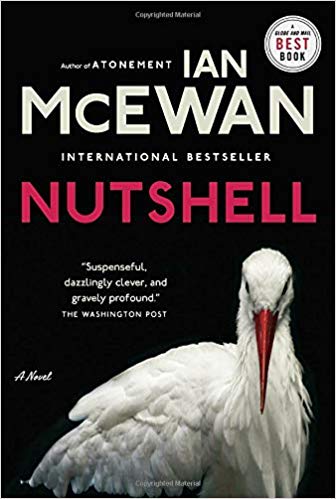 Copyrighted Material
A GLOBE AND MAIL
BEST
BOOK
Author of ATONEMENT IAN
McEWAN
INTERNATIONAL BESTSELLER
NUTSHELL
"Suspenseful,
dazzlingly clever, and
gravely profound."
THE WASHINGTON POST
A Novel
Copyrighted Material